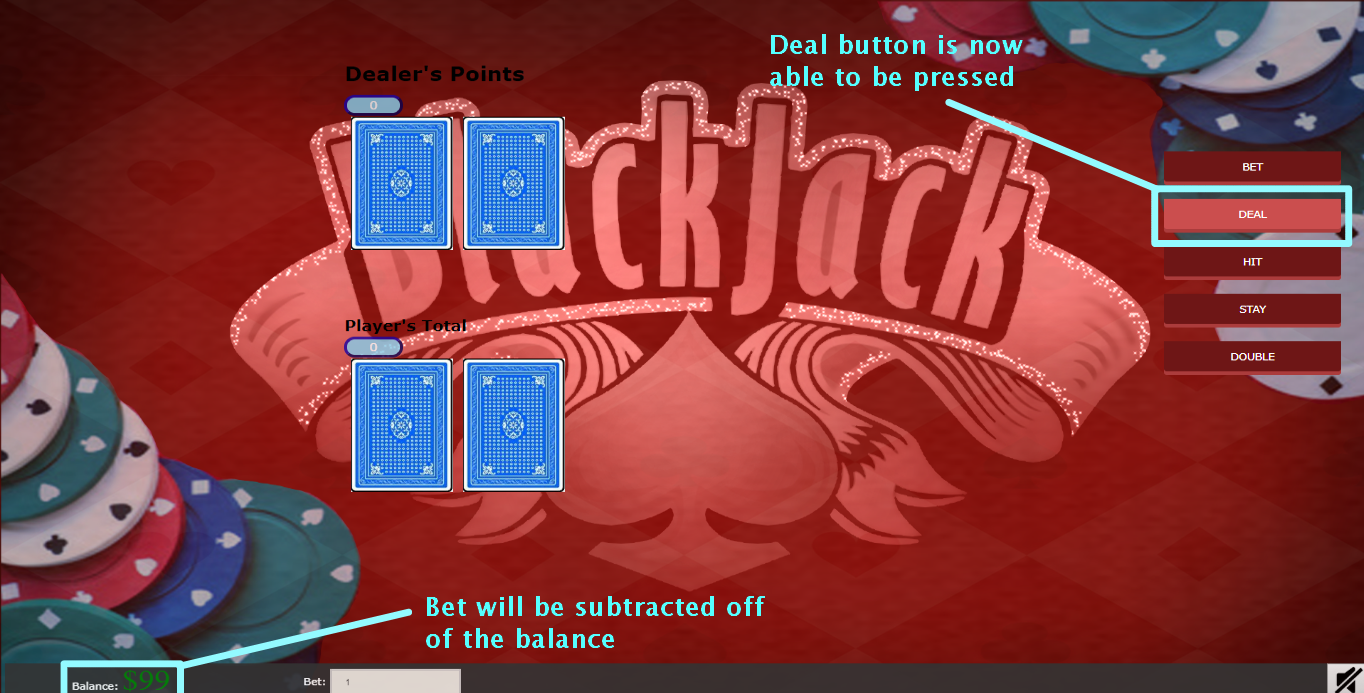 Deal button is now
able to be pressed
Dealer's Points
0
BlackJack
BET
DEAL
HIT
STAY
DOUBLE
Player's Total
0
Bet will be subtracted off
of the balance
Balance: $99
Bet: 1